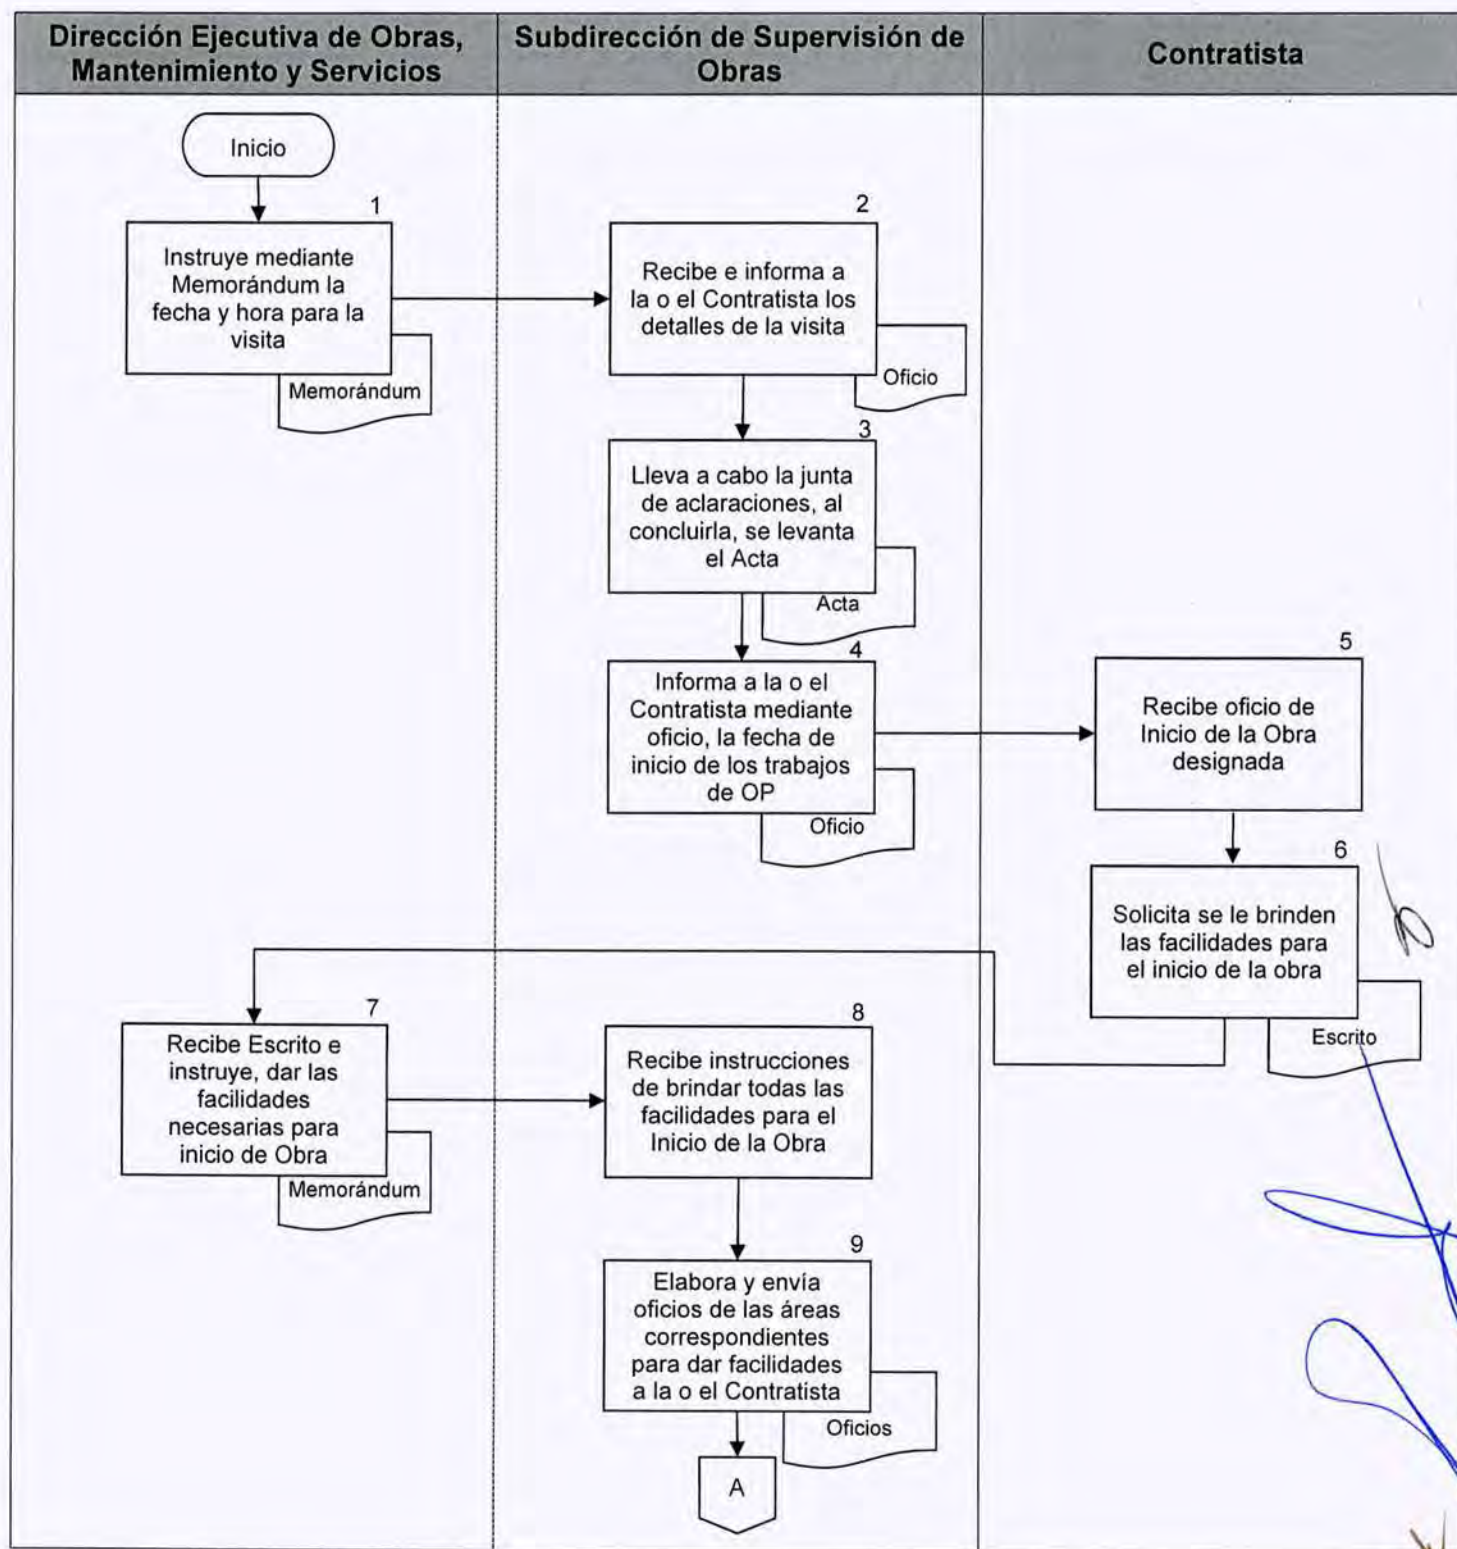 Dirección Ejecutiva de Obras,
Mantenimiento y Servicios
Subdirección de Supervisión de
Obras
Contratista
Inicio
1
Instruye mediante
Memorándum la
fecha y hora para la
visita
Memorándum
2
Recibe e informa a
la o el Contratista los
detalles de la visita
Oficio
3
Lleva a cabo la junta
de aclaraciones, al
concluirla, se levanta
el Acta
Acta
4
Informa a la o el
Contratista mediante
oficio, la fecha de
inicio de los trabajos
de OP
Oficio
5
Recibe oficio de
Inicio de la Obra
designada
6
Solicita se le brinden
las facilidades para
el inicio de la obra
Escrito
7
Recibe Escrito e
instruye, dar las
facilidades
necesarias para
inicio de Obra
Memorándum
8
Recibe instrucciones
de brindar todas las
facilidades para el
Inicio de la Obra
9
Elabora y envía
oficios de las áreas
correspondientes
para dar facilidades
a la o el Contratista
Oficios
A